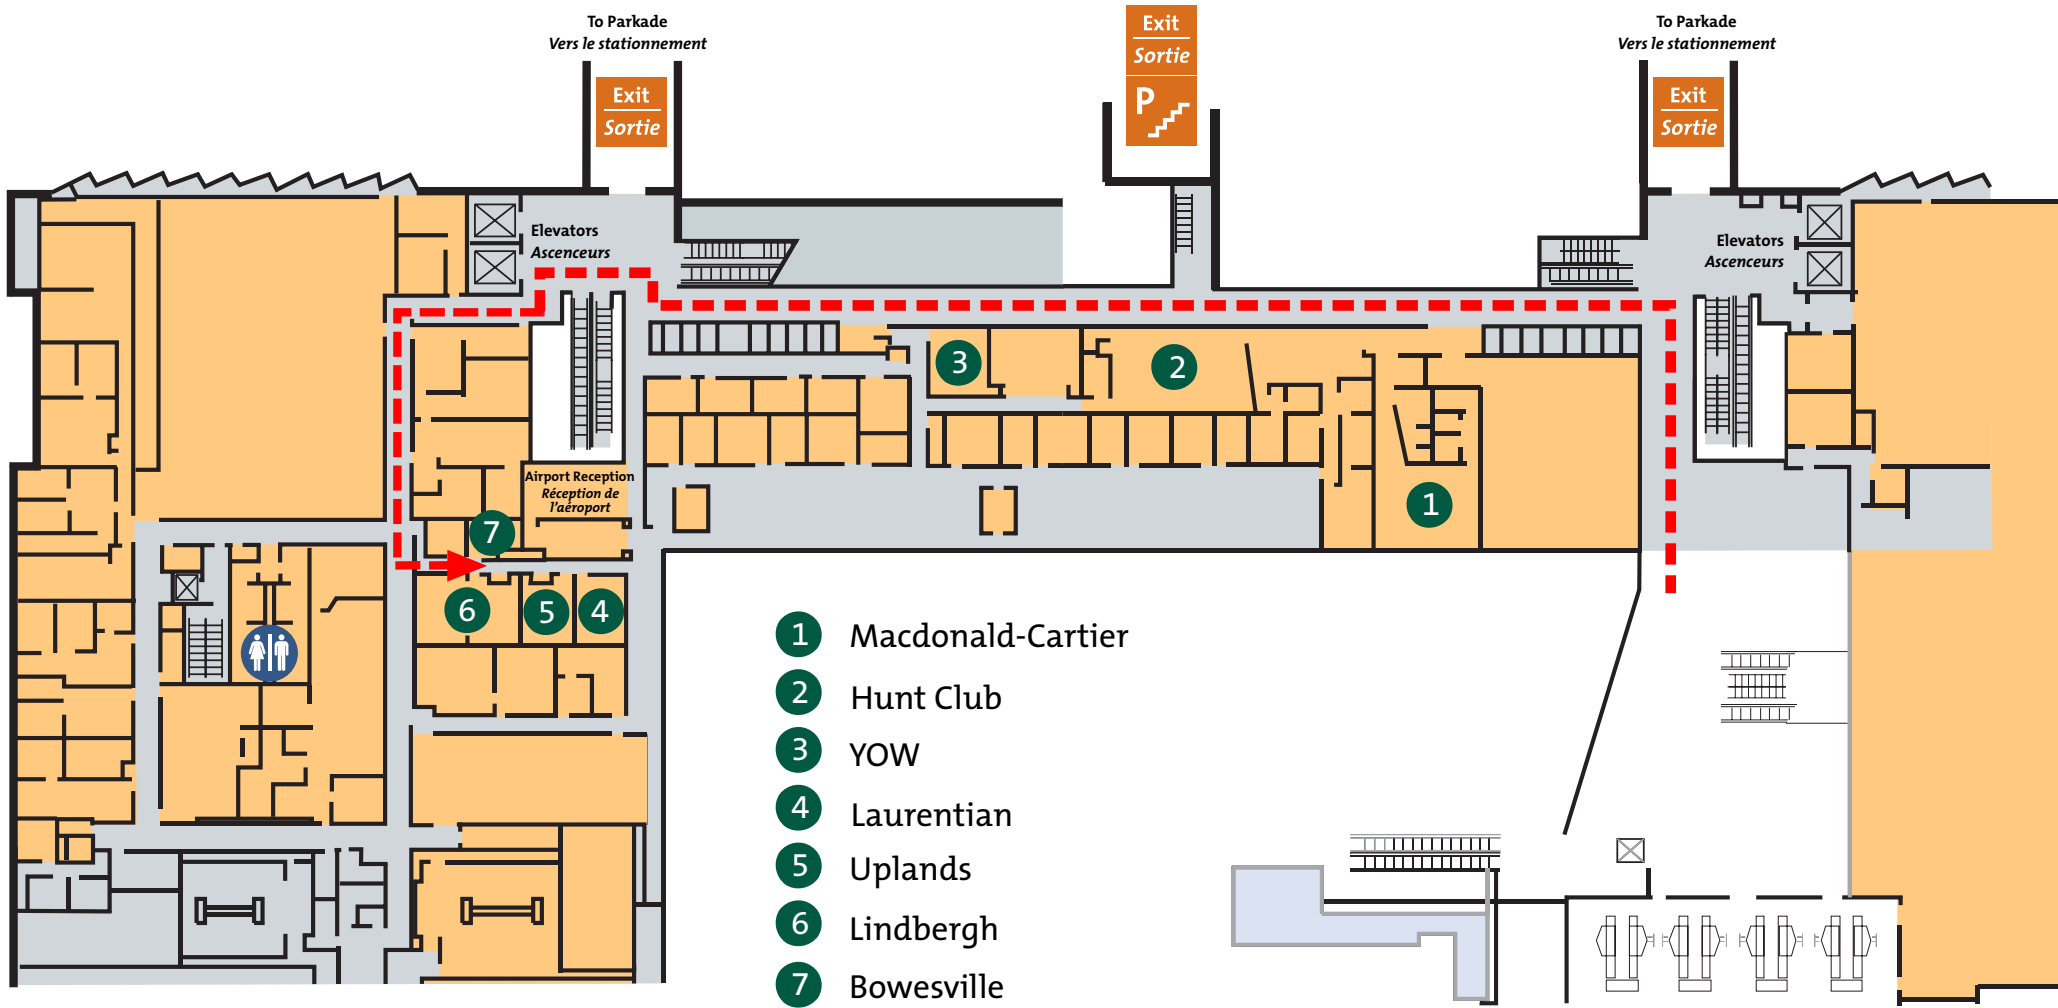 To Parkade
Vers le stationnement
Exit
Sortie
Exit
Sortie
P
To Parkade
Vers le stationnement
Exit
Sortie
Elevators
Ascenceurs
Elevators
Ascenceurs
3
2
1
Airport Reception
Réception de
l'aéroport
7
6
5
4
1 Macdonald-Cartier
2 Hunt Club
3 YOW
4 Laurentian
5 Uplands
6 Lindbergh
7 Bowesville